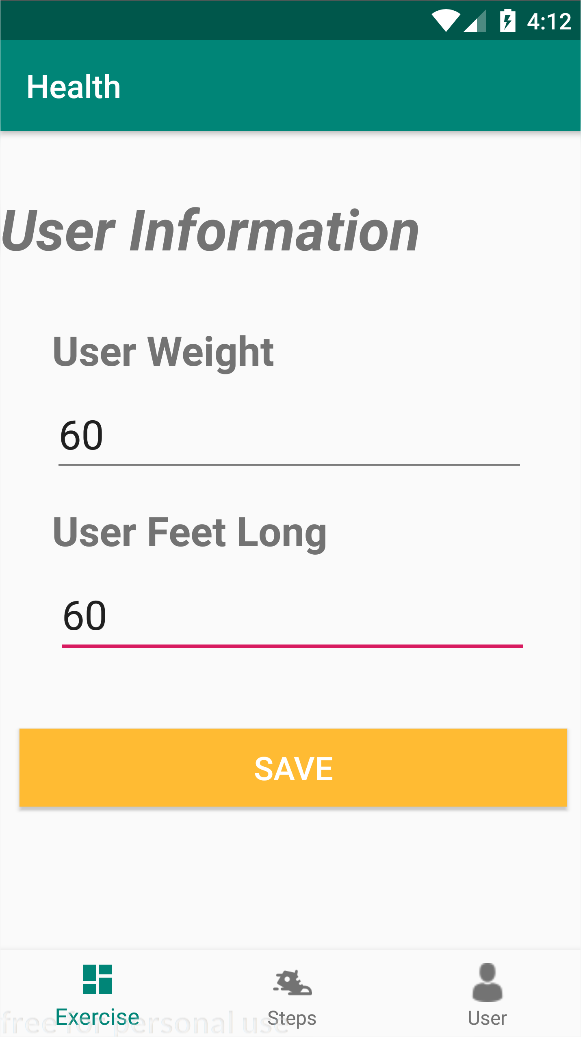 4:12
Health
User Information
User Weight
60
User Feet Long
60
SAVE
Exercise Steps User
free for personal use